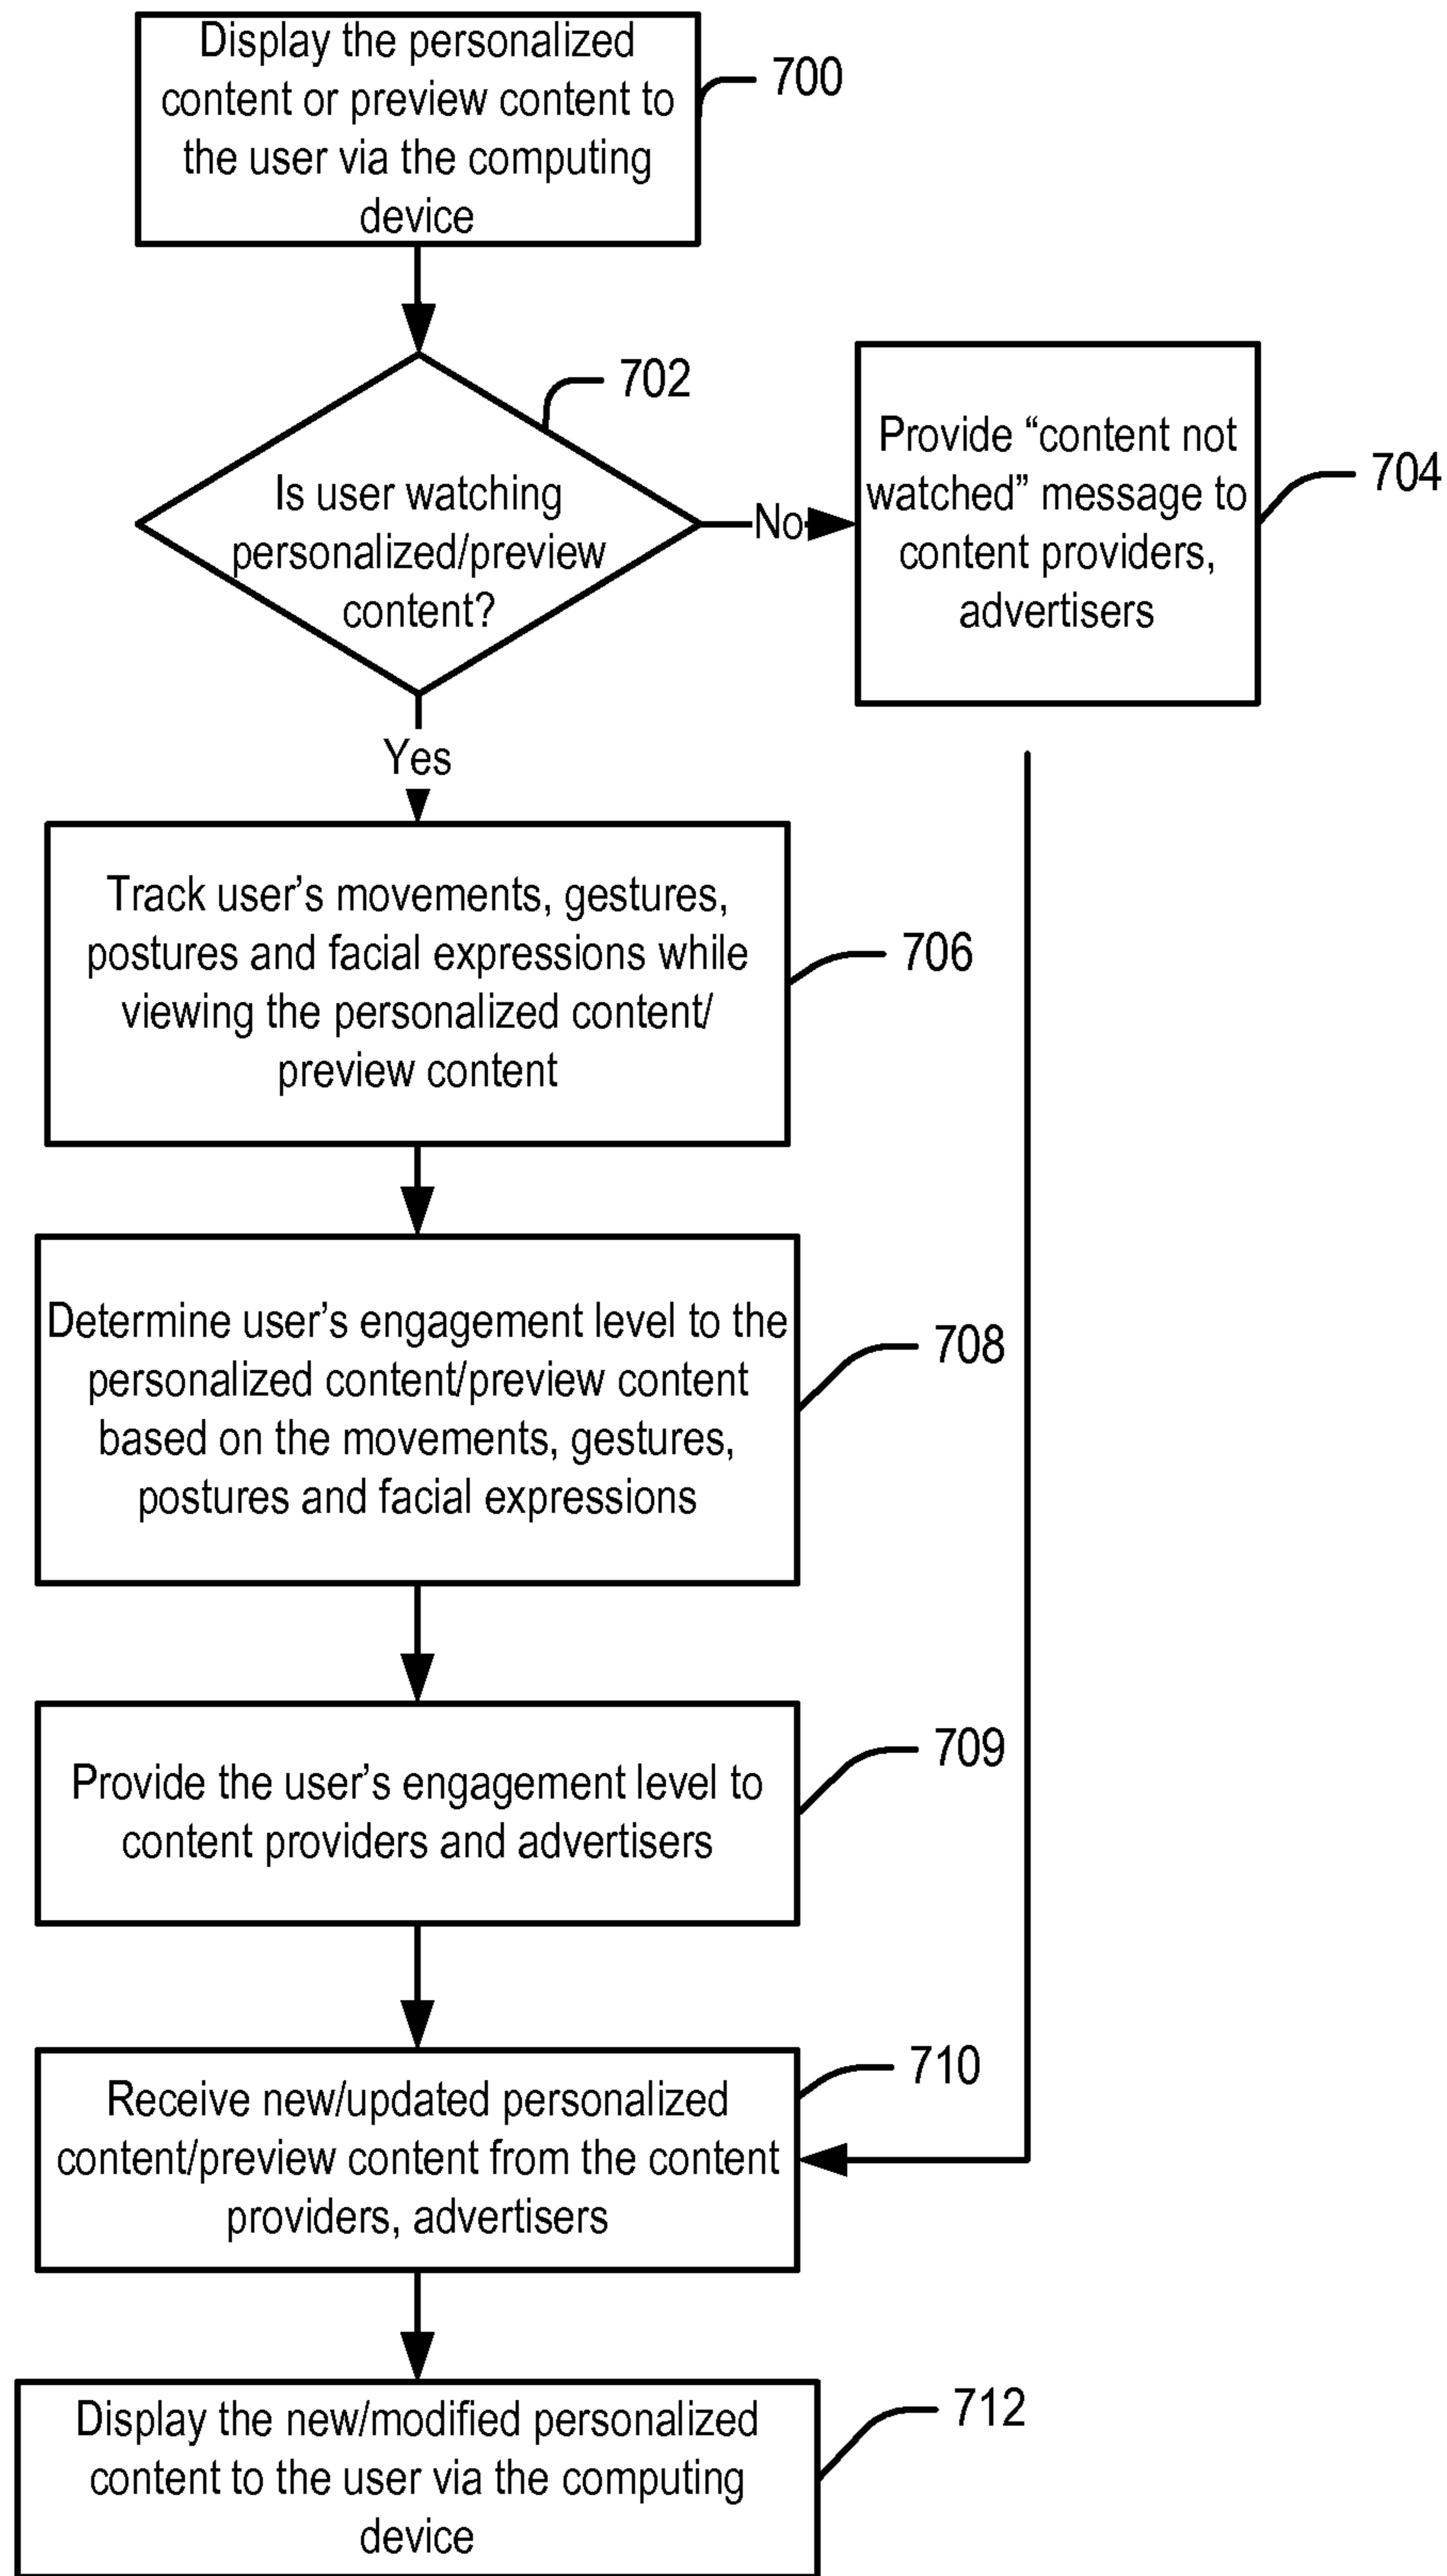 Display the personalized
content or preview content to
the user via the computing
device
700
702
Is user watching
personalized/preview
content?
No
Provide “content not
watched” message to
content providers,
advertisers
704
Yes
Track user’s movements, gestures,
postures and facial expressions while
viewing the personalized content/
preview content
706
Determine user’s engagement level to the
personalized content/preview content
based on the movements, gestures,
postures and facial expressions
708
Provide the user’s engagement level to
content providers and advertisers
709
Receive new/updated personalized
content/preview content from the content
providers, advertisers
710
Display the new/modified personalized
content to the user via the computing
device
712